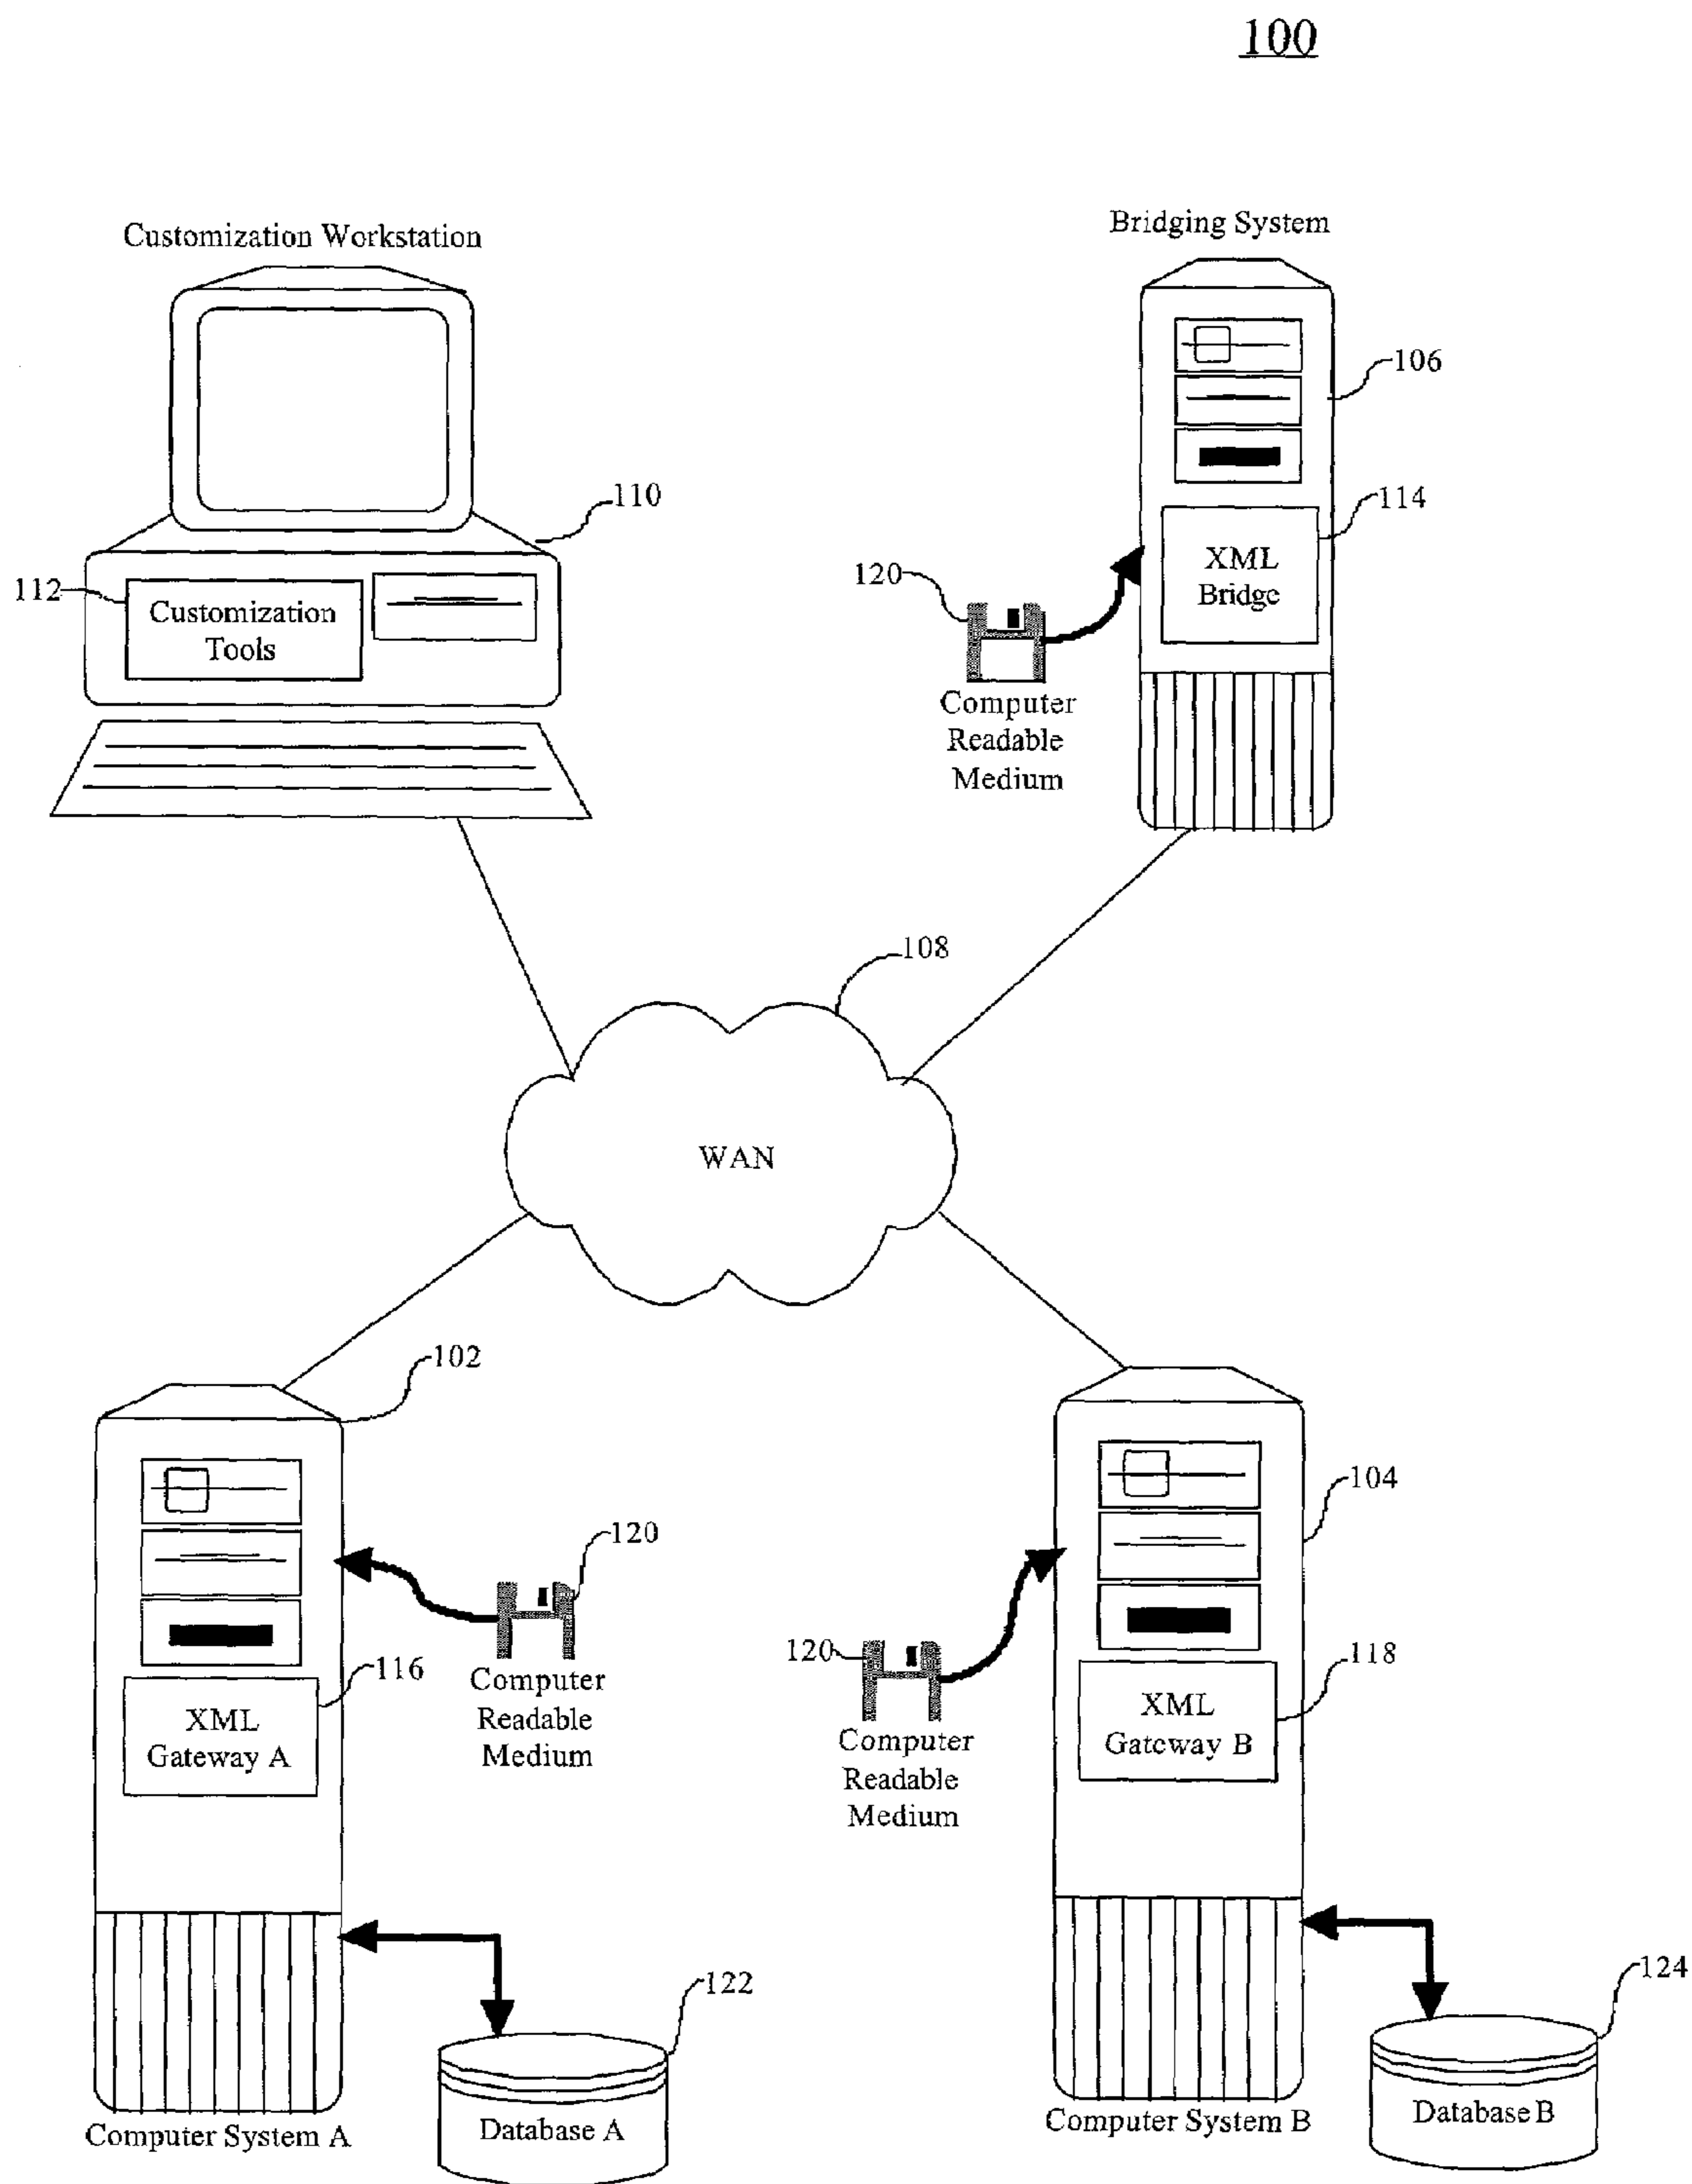 100
Customization Workstation
Bridging System
106
110
114
112
Customization
Tools
XML
Bridge
120
Computer
Readable
Medium
108
WAN
102
104
120
120
116
118
Computer
Readable
Medium
XML
Gateway A
XML
Gateway B
Computer
Readable
Medium
122
124
Database A
Database B
Computer System A
Computer System B